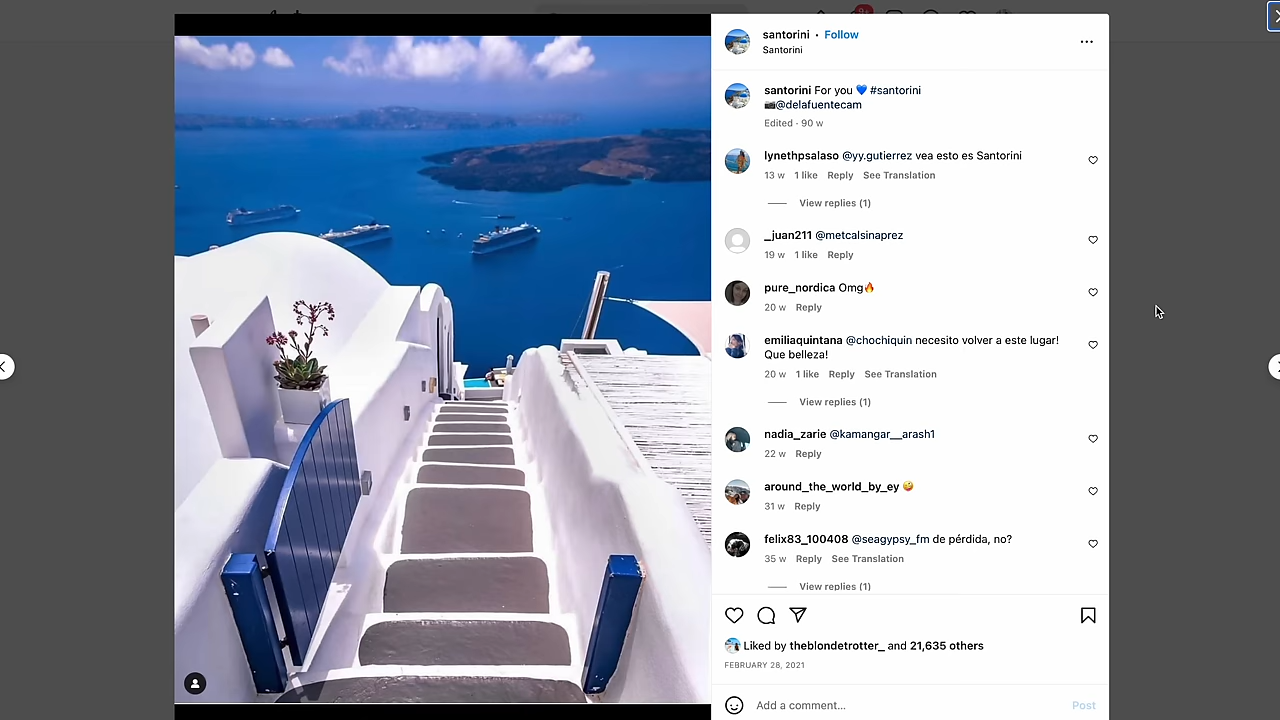 santorini • Follow
Santorini
santorini For you 💙 #santorini
📷@delafuentecam
Edited · 90 w
lynethpsalaso @yy.gutierrez vea esto es Santorini
13 w 1 like Reply See Translation
View replies (1)
_juan211 @metcalsinaprez
19 w 1 like Reply
pure_nordica Omg🔥
20 w Reply
emiliaquintana @chochiquin necesito volver a este lugar!
Que belleza!
20 w 1 like Reply See Translation
View replies (1)
22 w Reply
around_the_world_by_ey 🤪
31 w Reply
felix83_100408 @seagypsy_fm de pérdida, no?
35 w Reply See Translation
View replies (1)
Liked by theblondetrotter_ and 21,635 others
FEBRUARY 28, 2021
Add a comment...
Post